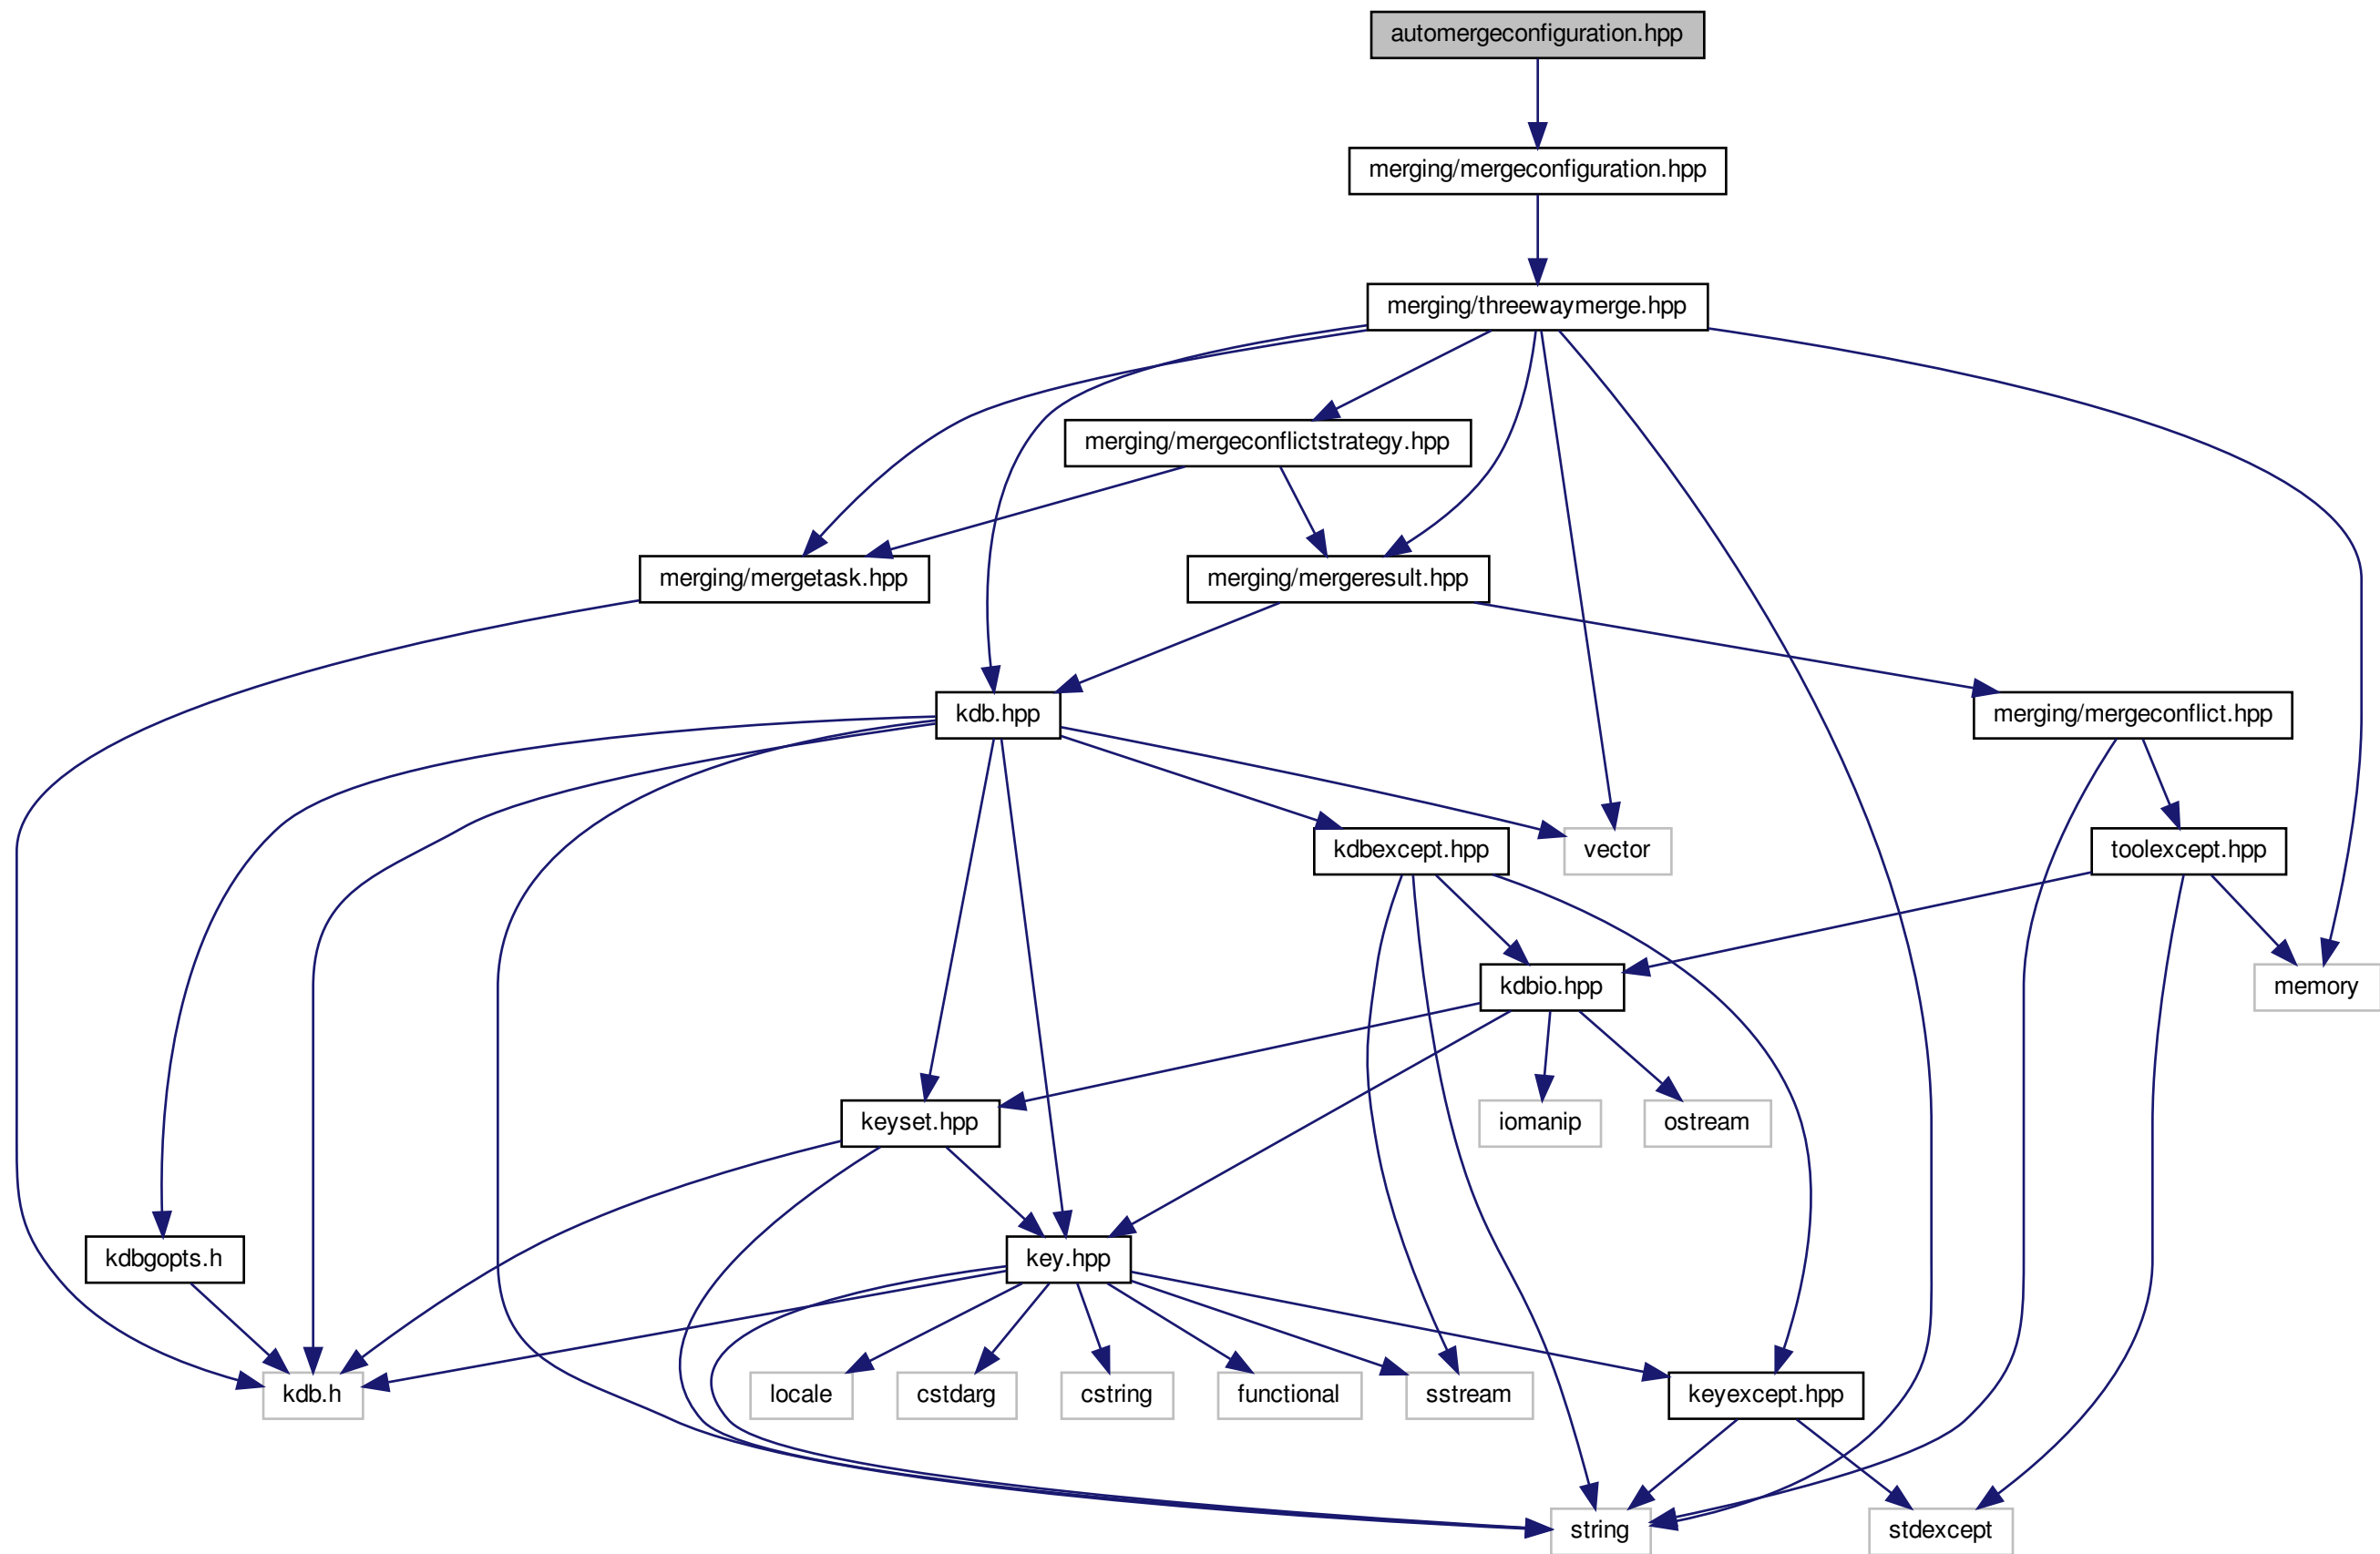 automergeconfiguration.hpp
merging/mergeconfiguration.hpp
merging/threewaymerge.hpp
merging/mergeconflictstrategy.hpp
merging/mergetask.hpp
merging/mergeresult.hpp
kdb.hpp
merging/mergeconflict.hpp
kdbexcept.hpp
vector
toolexcept.hpp
kdbio.hpp
memory
keyset.hpp
iomanip
ostream
kdbgopts.h
key.hpp
kdb.h
locale
cstdarg
cstring
functional
sstream
keyexcept.hpp
string
stdexcept